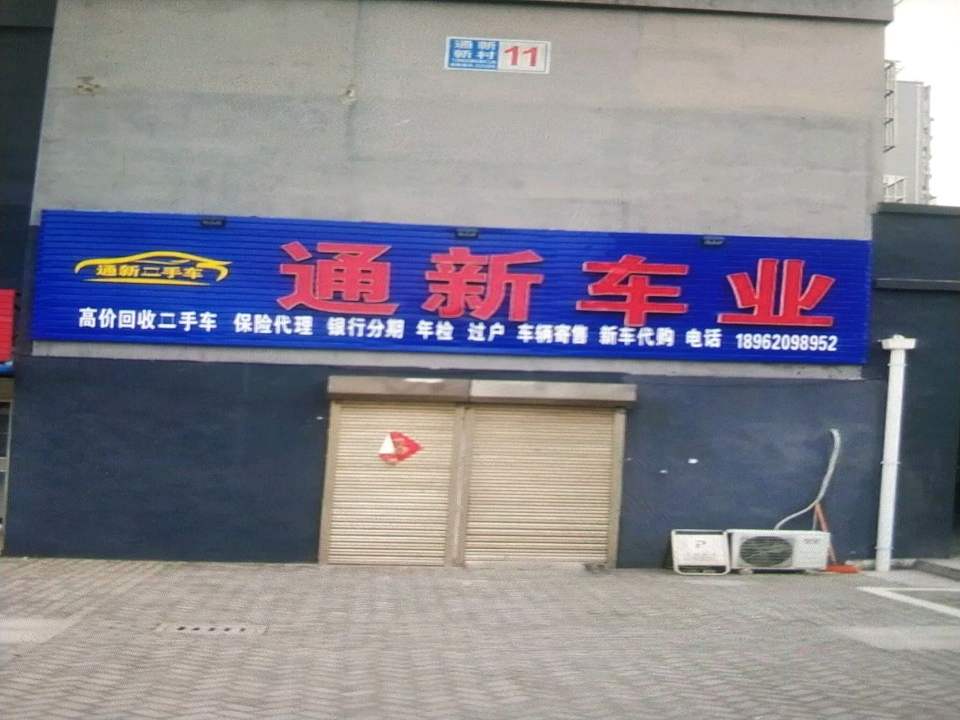 通新
新村
11
通新二手车
通新车业
高价回收二手车 保险代理 银行分期 年检 过户 车辆寄售 新车代购 电话 18962098952